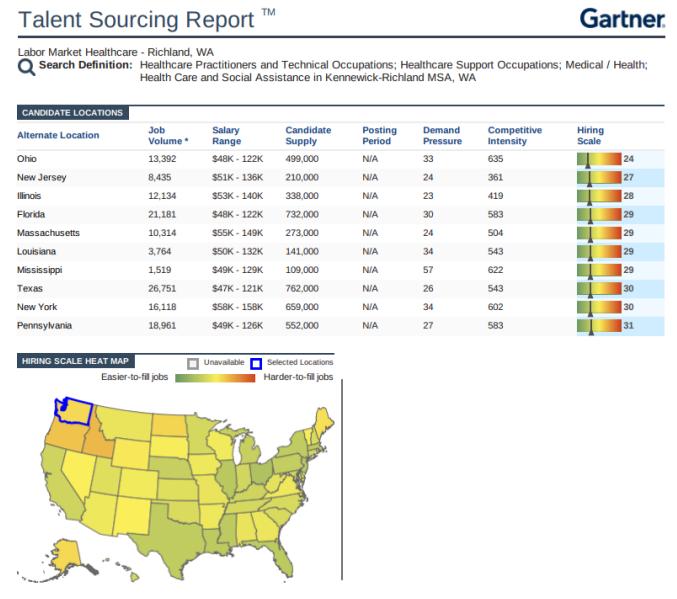 Talent Sourcing Report ™
Gartner
Labor Market Healthcare - Richland, WA
Search Definition: Healthcare Practitioners and Technical Occupations; Healthcare Support Occupations; Medical / Health;
Health Care and Social Assistance in Kennewick-Richland MSA, WA
CANDIDATE LOCATIONS
Alternate Location Job Volume * Salary Range Candidate Supply Posting Period Demand Pressure Competitive Intensity Hiring Scale
Ohio 13,392 $48K - 122K 499,000 N/A 33 635 24
New Jersey 8,435 $51K - 136K 210,000 N/A 24 361 27
Illinois 12,134 $53K - 140K 338,000 N/A 23 419 28
Florida 21,181 $48K - 122K 732,000 N/A 30 583 29
Massachusetts 10,314 $55K - 149K 273,000 N/A 24 504 29
Louisiana 3,764 $50K - 132K 141,000 N/A 34 543 29
Mississippi 1,519 $49K - 129K 109,000 N/A 57 622 29
Texas 26,751 $47K - 121K 762,000 N/A 26 543 30
New York 16,118 $58K - 158K 659,000 N/A 34 602 30
Pennsylvania 18,961 $49K - 126K 552,000 N/A 27 583 31
HIRING SCALE HEAT MAP Unavailable Selected Locations
Easier-to-fill jobs Harder-to-fill jobs